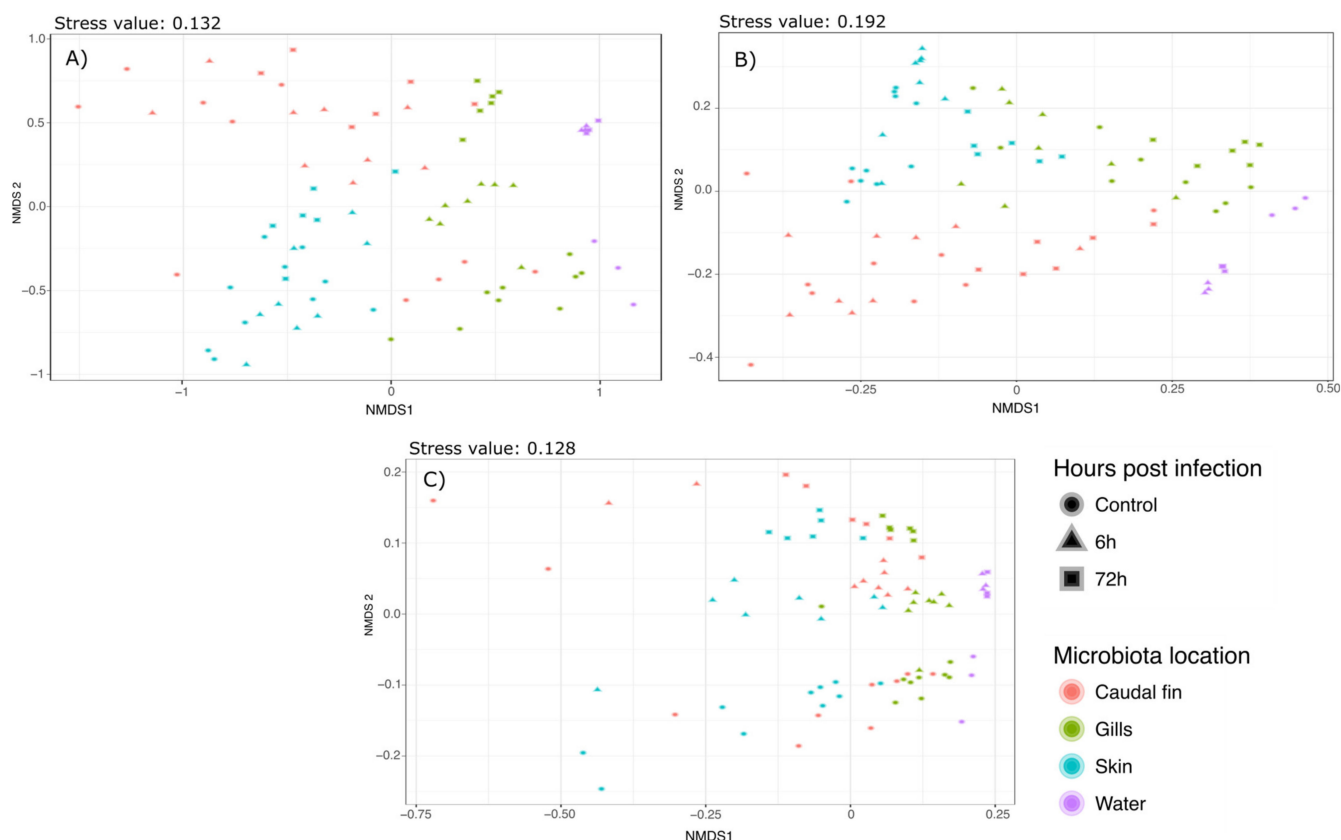 Stress value: 0.132
A)
1.0
0.5
0.0
−0.5
−1
−1
0
1
NMDS 2
NMDS1
Stress value: 0.192
B)
0.2
0.0
−0.2
−0.4
−0.25
0
0.25
0.50
NMDS 2
NMDS1
Stress value: 0.128
C)
0.2
0.1
0.0
−0.1
−0.2
−0.75
−0.50
−0.25
0
0.25
NMDS 2
NMDS1
Hours post infection
Control
6h
72h
Microbiota location
Caudal fin
Gills
Skin
Water